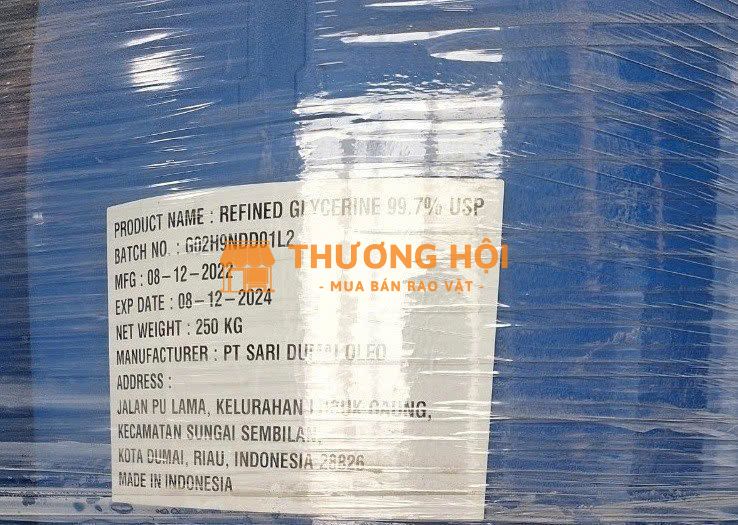 PRODUCT NAME : REFINED GLYCERINE 99.7% USP
BATCH NO. : G02H9NDD01L2
MFG : 08-12-2022
EXP DATE : 08-12-2024
NET WEIGHT : 250 KG
MANUFACTURER : PT SARI DUMAI OLEO
ADDRESS :
JALAN PU LAMA, KELURAHAN GAUNG,
KECAMATAN SUNGAI SEMBILAN,
KOTA DUMAI, RIAU, INDONESIA 28826
MADE IN INDONESIA
THƯƠNG HỘI
- MUA BÁN RAO VẶT -